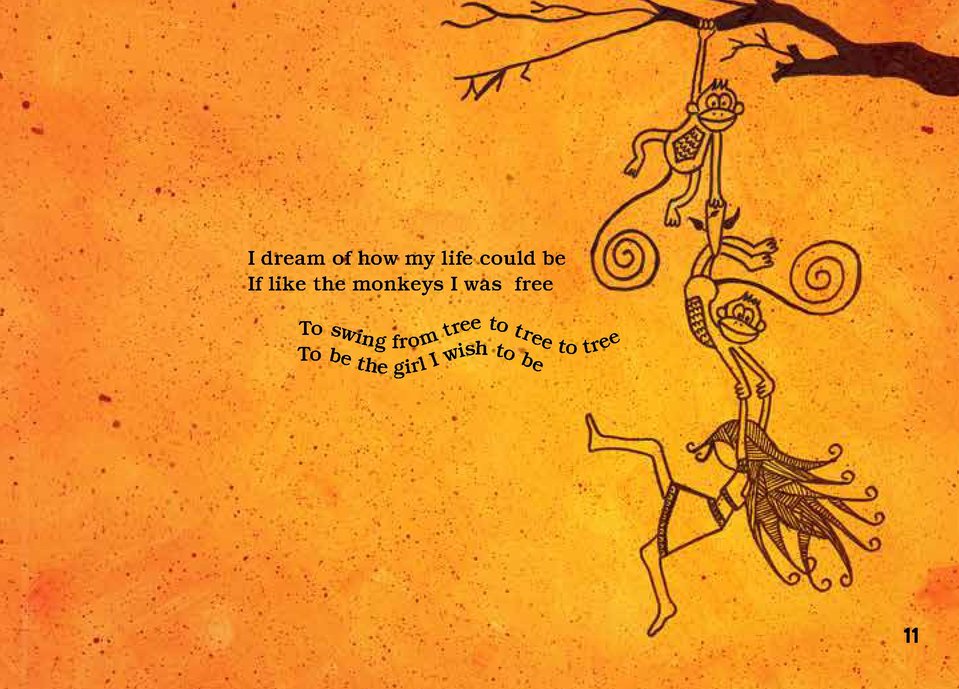 I dream of how my life could be
If like the monkeys I was free
To swing from tree to tree to tree
To be the girl I wish to be
11